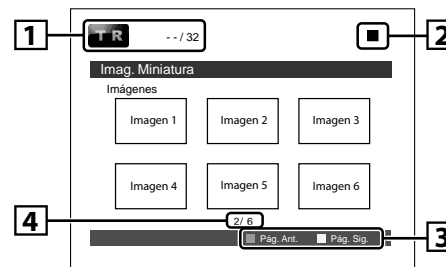 1
TR --/ 32
2
Imag. Miniatura
Imágenes
Imagen 1 Imagen 2 Imagen 3
Imagen 4 Imagen 5 Imagen 6
4
2/ 6
Pág. Ant. Pág. Sig.
3